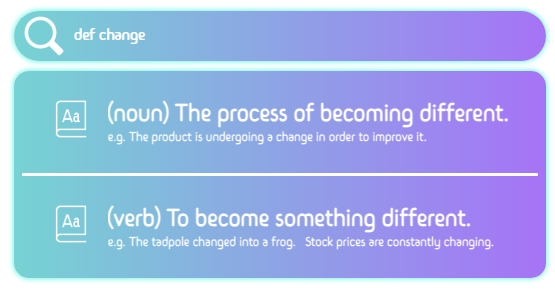 def change
Aa
(noun) The process of becoming different.
e.g. The product is undergoing a change in order to improve it.
Aa
(verb) To become something different.
e.g. The tadpole changed into a frog. Stock prices are constantly changing.